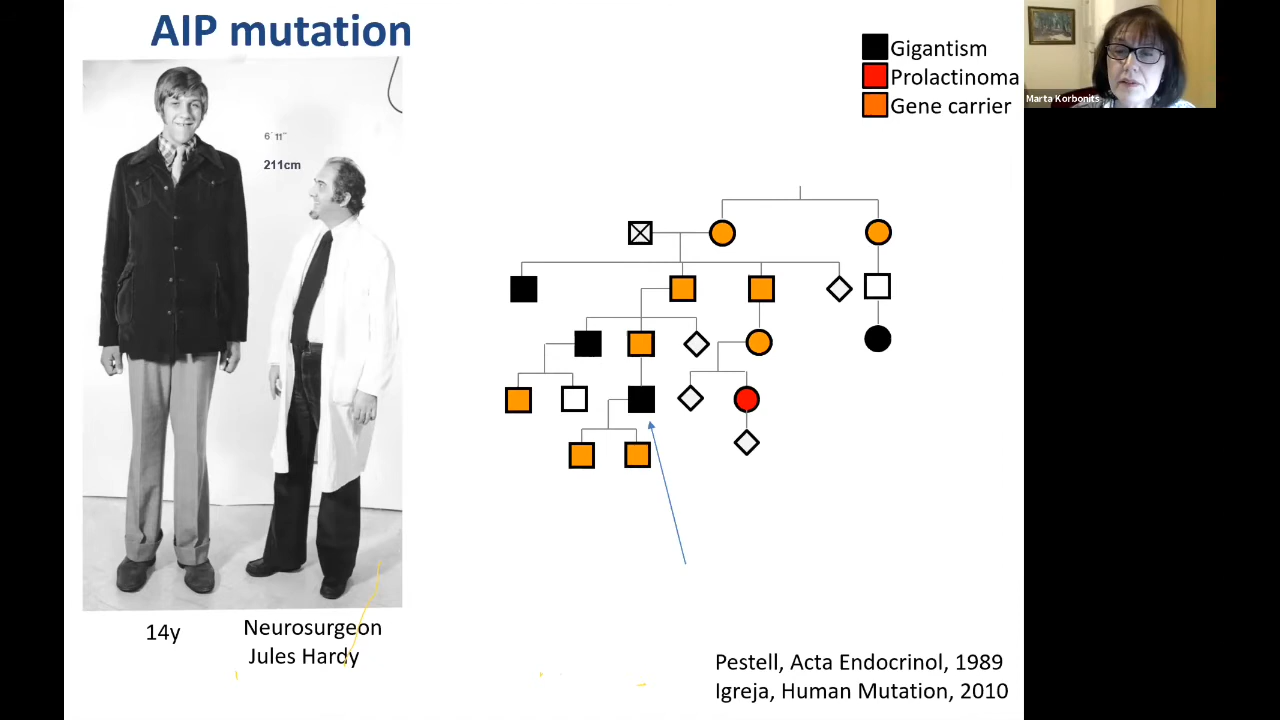 AIP mutation
6' 11"
211cm
14y
Neurosurgeon
Jules Hardy
Gigantism
Prolactinoma
Gene carrier
Pestell, Acta Endocrinol, 1989
Igreja, Human Mutation, 2010
Marta Korbonits